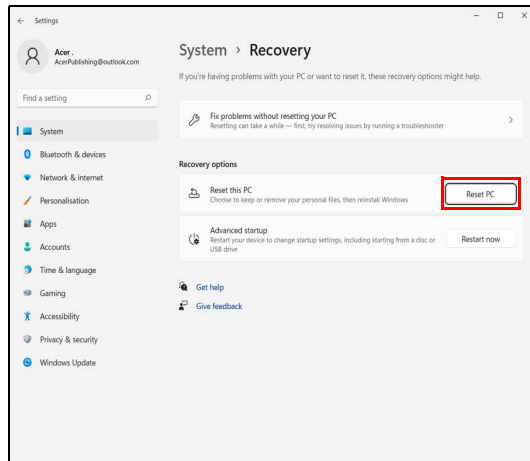 Settings
Acer .
AcerPublishing@outlook.com
Find a setting
System
Bluetooth & devices
Network & internet
Personalisation
Apps
Accounts
Time & language
Gaming
Accessibility
Privacy & security
Windows Update
System > Recovery
If you're having problems with your PC or want to reset it, these recovery options might help.
Fix problems without resetting your PC
Resetting can take a while — first, try resolving issues by running a troubleshooter
Recovery options
Reset this PC
Choose to keep or remove your personal files, then reinstall Windows
Reset PC
Advanced startup
Restart your device to change startup settings, including starting from a disc or
USB drive
Restart now
Get help
Give feedback